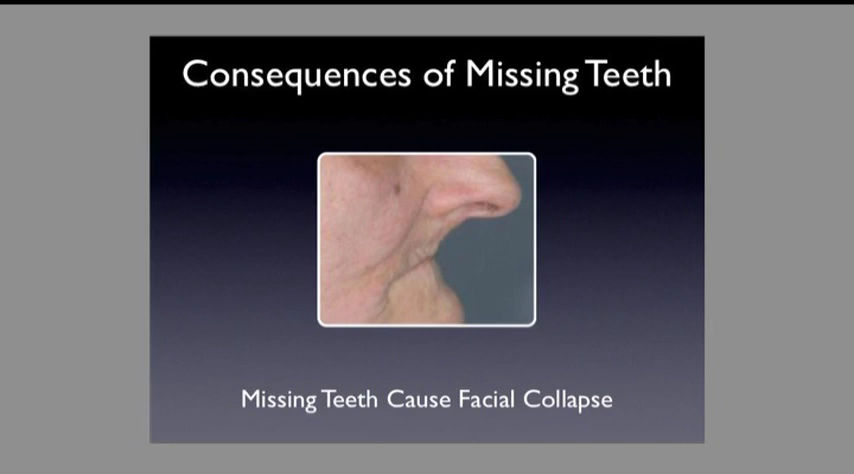 Consequences of Missing Teeth
Missing Teeth Cause Facial Collapse